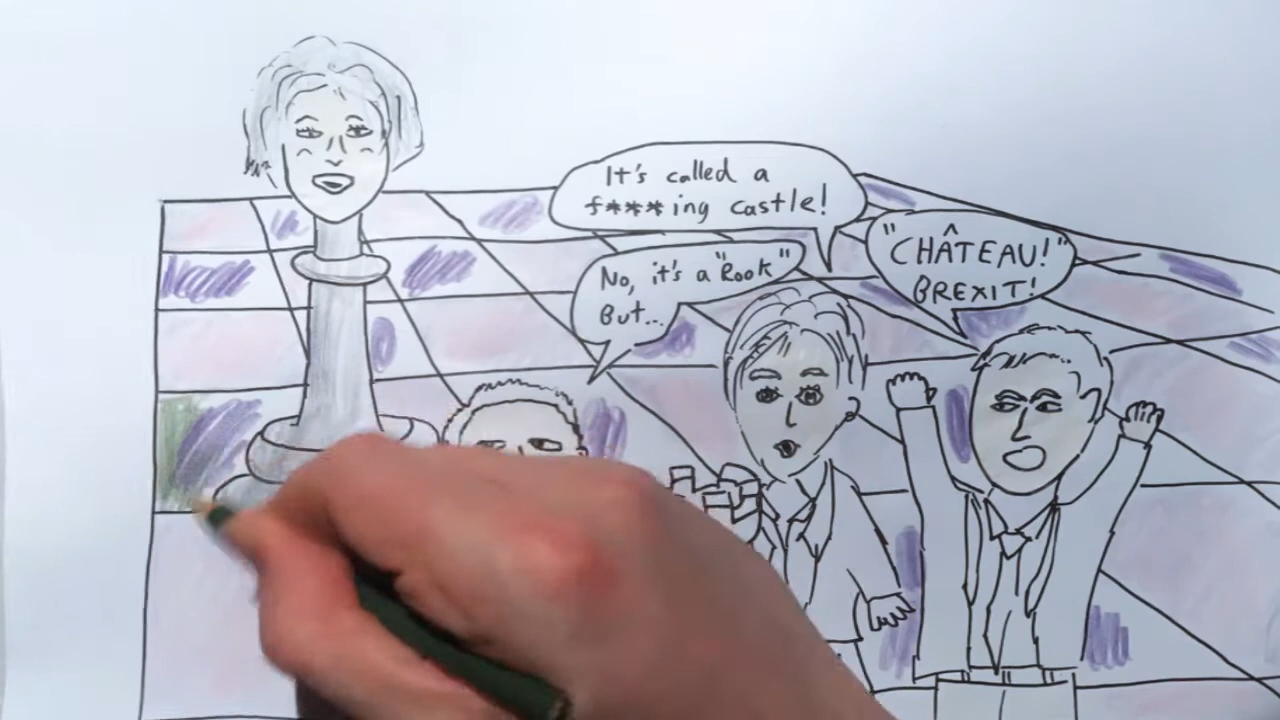 It's called a
f***ing castle!
No, it's a "Rook"
But...
"CHÂTEAU!"
BREXIT!